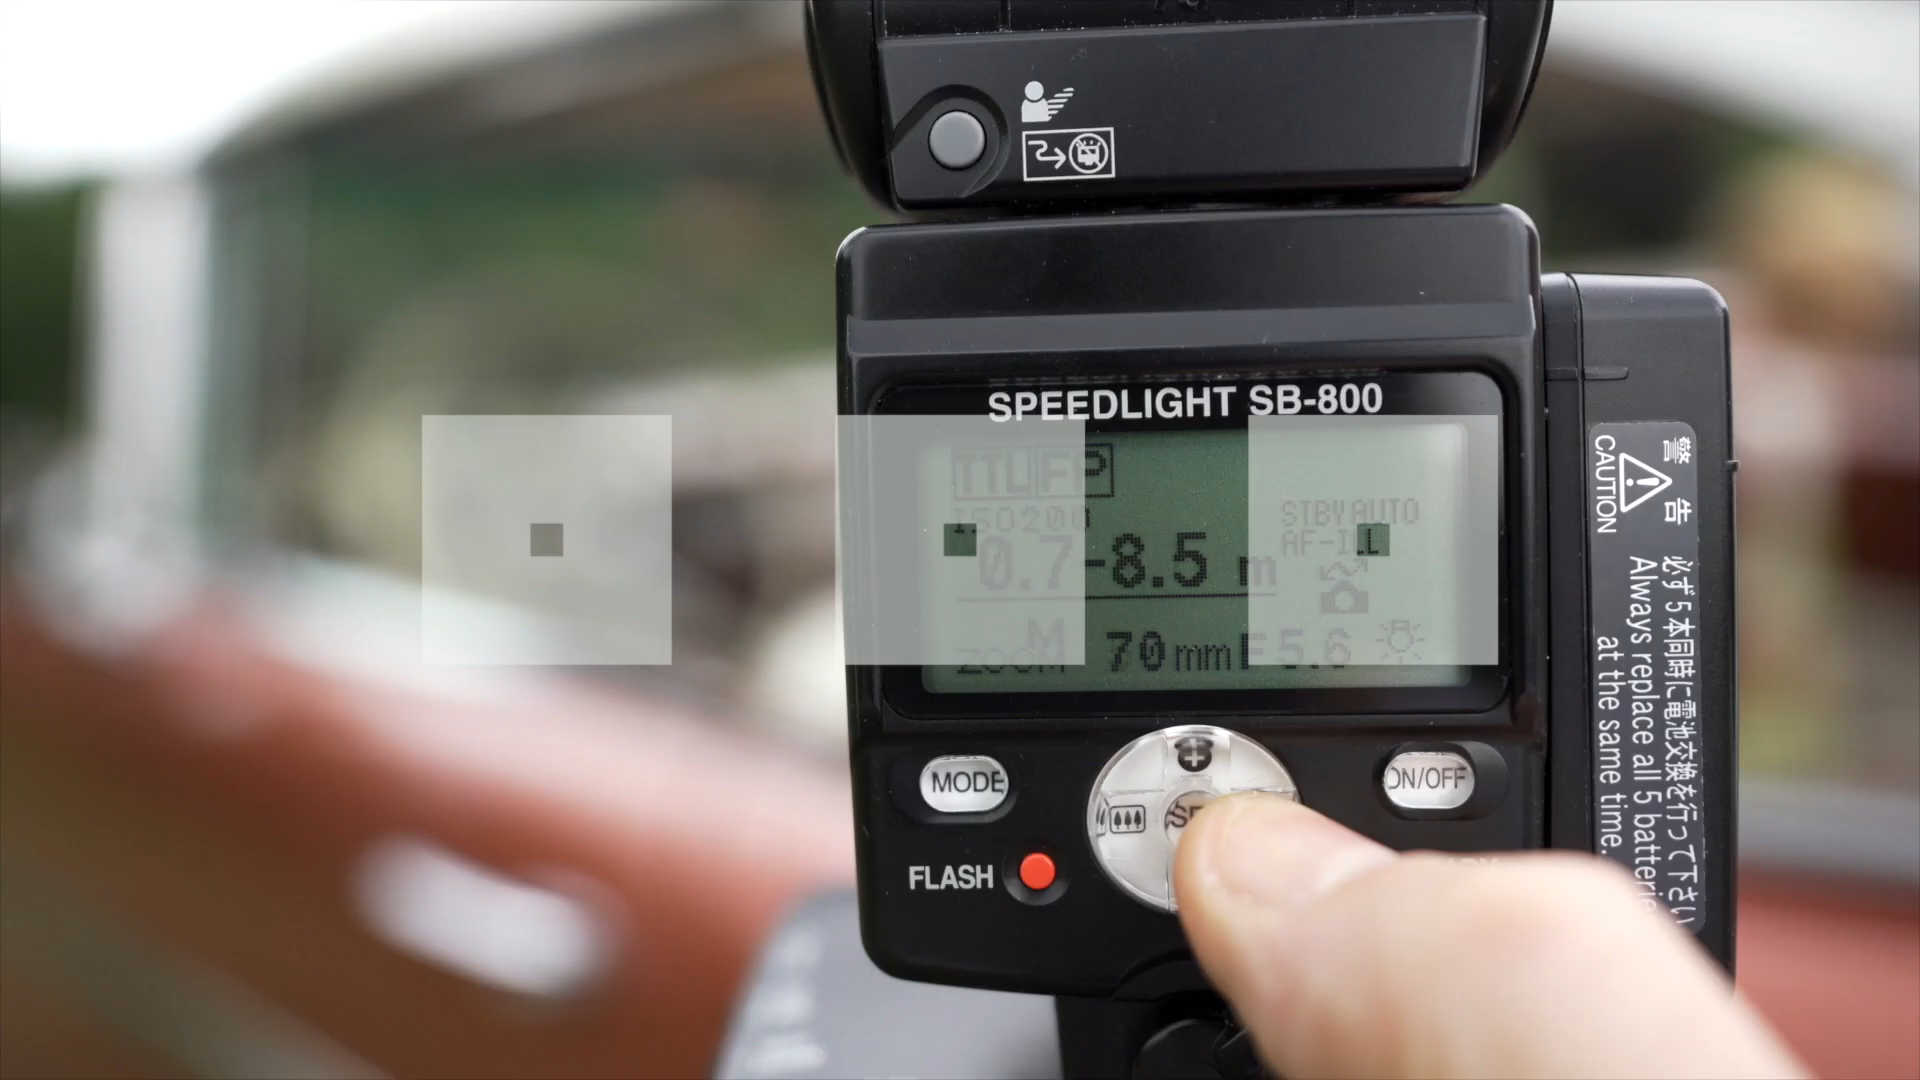 SPEEDLIGHT SB-800
TTL FP
ISO200
STBY AUTO
AF-ILL
0.7-8.5 m
M
ZOOM 70mm F5.6
MODE
ON/OFF
FLASH
警告
CAUTION
必ず5本同時に電池交換を行って下さい
Always replace all 5 batterie
at the same time.